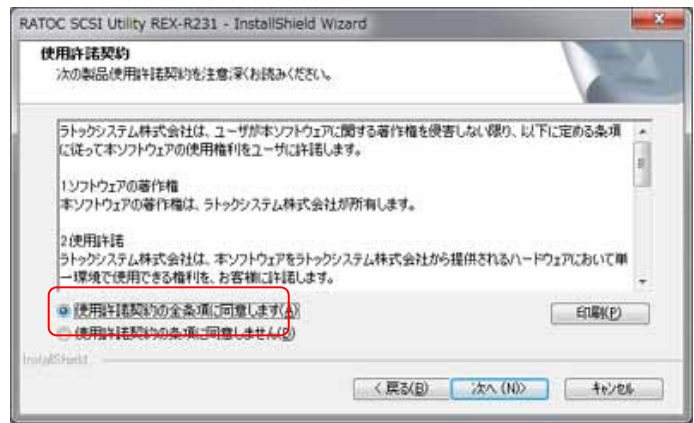 RATOC SCSI Utility REX-R231 - InstallShield Wizard
使用許諾契約
次の製品使用許諾契約を注意深くお読みください。
ラトックシステム株式会社は、ユーザが本ソフトウェアに関する著作権を侵害しない限り、以下に定める条項
に従って本ソフトウェアの使用権利をユーザに許諾します。
1ソフトウェアの著作権
本ソフトウェアの著作権は、ラトックシステム株式会社が所有します。
2使用許諾
ラトックシステム株式会社は、本ソフトウェアをラトックシステム株式会社から提供されるハードウェアにおいて単
一環境で使用できる権利を、お客様に許諾します。
使用許諾契約の全条項に同意します(A)
印刷(P)
使用許諾契約の条項に同意しません(D)
InstallShield
< 戻る(B)
次へ (N)>
キャンセル